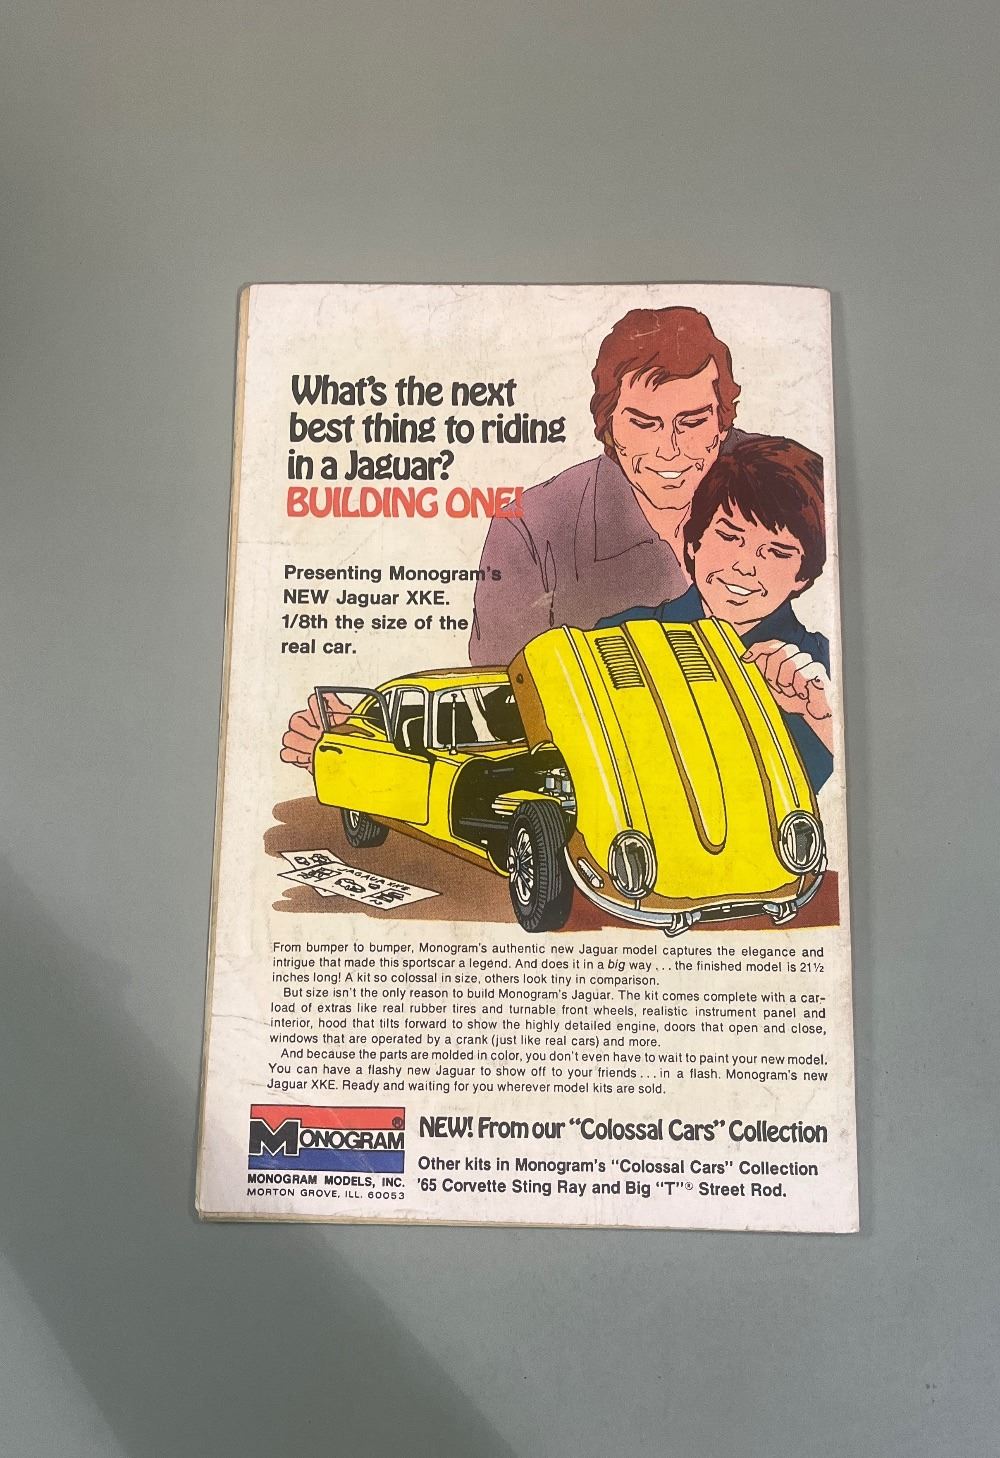 What's the next
best thing to riding
in a Jaguar?
BUILDING ONE!
Presenting Monogram's
NEW Jaguar XKE.
1/8th the size of the
real car.
JAGUAR XKE
From bumper to bumper, Monogram's authentic new Jaguar model captures the elegance and
intrigue that made this sportscar a legend. And does it in a big way ... the finished model is 21½
inches long! A kit so colossal in size, others look tiny in comparison.
But size isn't the only reason to build Monogram's Jaguar. The kit comes complete with a car-
load of extras like real rubber tires and turnable front wheels, realistic instrument panel and
interior, hood that tilts forward to show the highly detailed engine, doors that open and close,
windows that are operated by a crank (just like real cars) and more.
And because the parts are molded in color, you don't even have to wait to paint your new model.
You can have a flashy new Jaguar to show off to your friends ... in a flash. Monogram's new
Jaguar XKE. Ready and waiting for you wherever model kits are sold.
MONOGRAM®
MONOGRAM MODELS, INC.
MORTON GROVE, ILL. 60053
NEW! From our "Colossal Cars" Collection
Other kits in Monogram's "Colossal Cars" Collection
'65 Corvette Sting Ray and Big "T"® Street Rod.